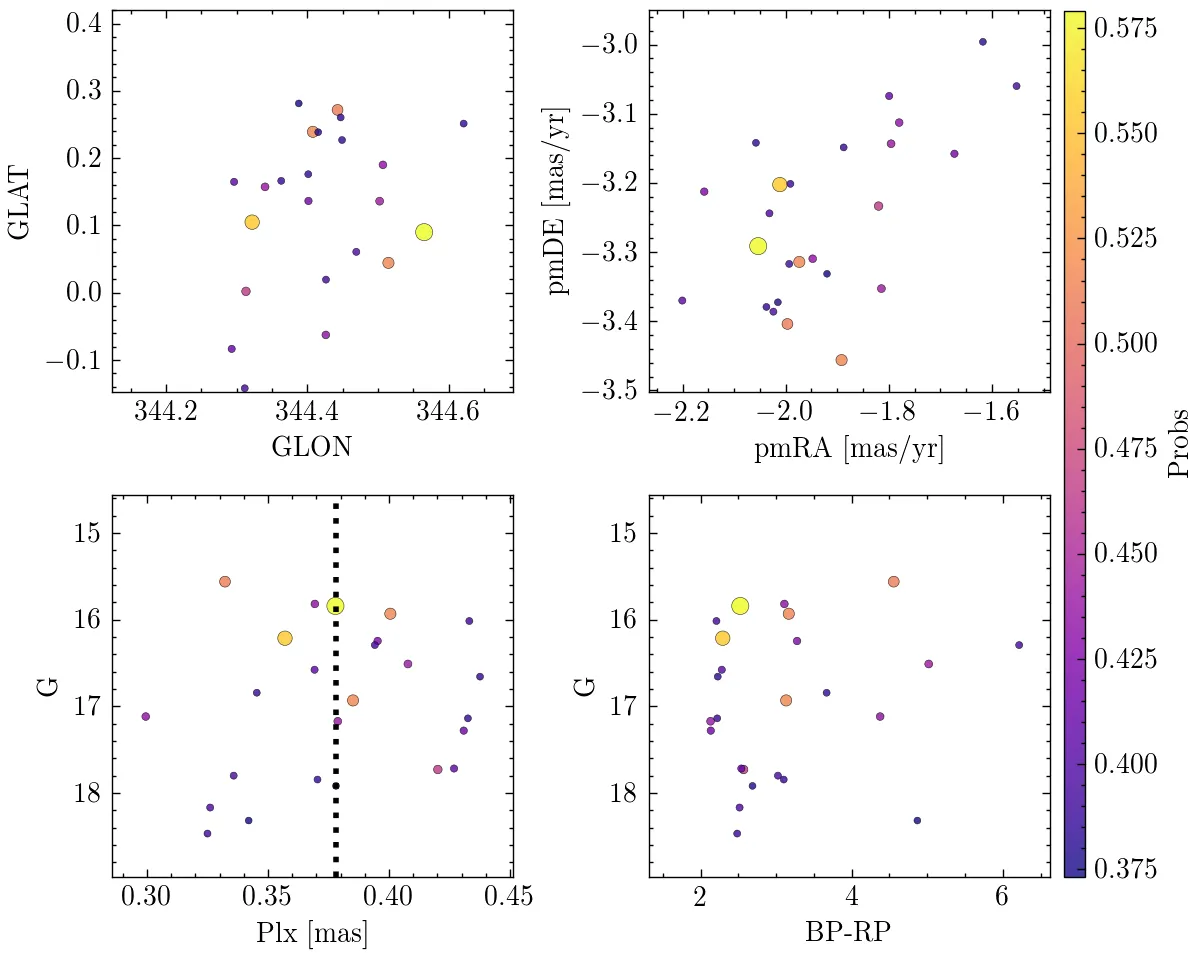 0.4
0.3
0.2
0.1
0.0
−0.1
GLAT
344.2 344.4 344.6
GLON
−3.0
−3.1
−3.2
−3.3
−3.4
−3.5
pmDE [mas/yr]
−2.2 −2.0 −1.8 −1.6
pmRA [mas/yr]
15
16
17
18
G
0.30 0.35 0.40 0.45
Plx [mas]
15
16
17
18
G
2 4 6
BP-RP
0.575
0.550
0.525
0.500
0.475
0.450
0.425
0.400
0.375
Probs